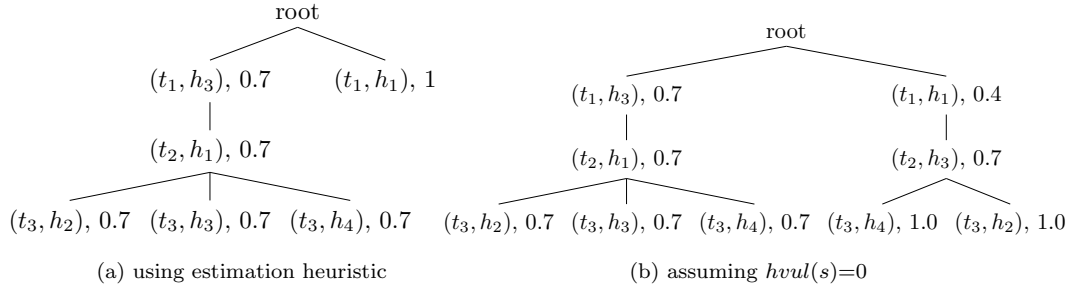 root
(t₁, h₃), 0.7 (t₁, h₁), 1
(t₂, h₁), 0.7
(t₃, h₂), 0.7 (t₃, h₃), 0.7 (t₃, h₄), 0.7
(a) using estimation heuristic
root
(t₁, h₃), 0.7 (t₁, h₁), 0.4
(t₂, h₁), 0.7 (t₂, h₃), 0.7
(t₃, h₂), 0.7 (t₃, h₃), 0.7 (t₃, h₄), 0.7 (t₃, h₄), 1.0 (t₃, h₂), 1.0
(b) assuming hvul(s)=0